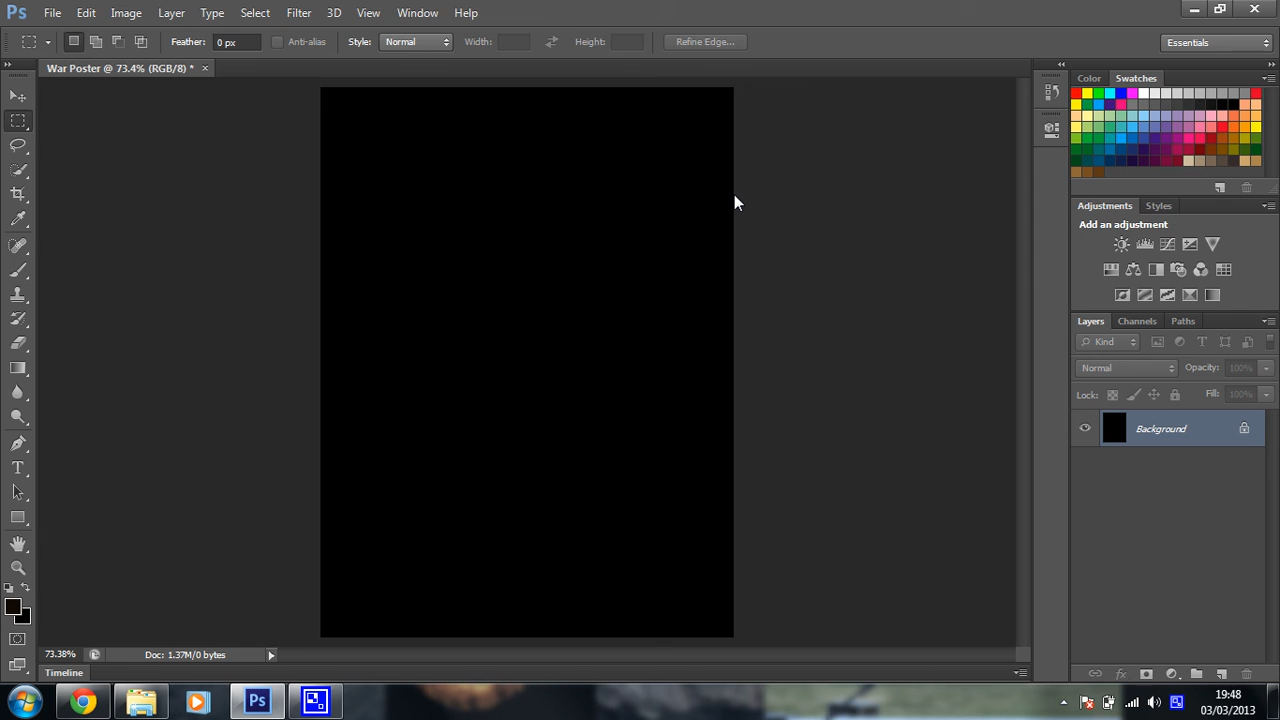 Ps File Edit Image Layer Type Select Filter 3D View Window Help
Feather: 0 px Anti-alias Style: Normal Width: Height: Refine Edge... Essentials
War Poster @ 73.4% (RGB/8) * ×
Color Swatches
Adjustments Styles
Add an adjustment
Layers Channels Paths
Kind
Normal Opacity: 100%
Lock: Fill: 100%
Background
73.38% Doc: 1.37M/0 bytes
Timeline
Ps
19:48
03/03/2013